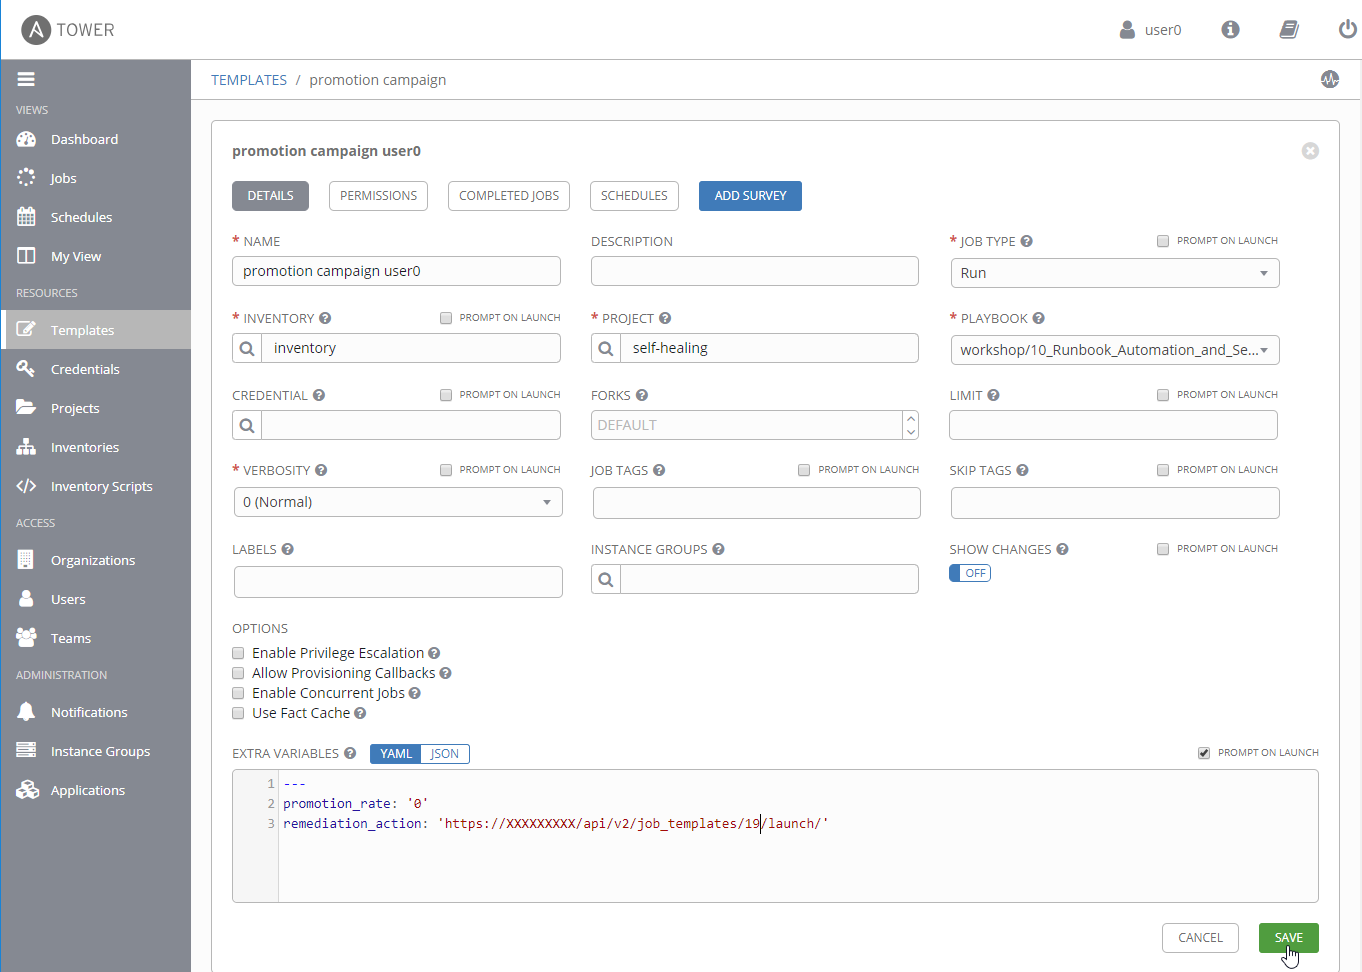 TOWER
user0
VIEWS
Dashboard
Jobs
Schedules
My View
RESOURCES
Templates
Credentials
Projects
Inventories
Inventory Scripts
ACCESS
Organizations
Users
Teams
ADMINISTRATION
Notifications
Instance Groups
Applications
TEMPLATES / promotion campaign
promotion campaign user0
DETAILS PERMISSIONS COMPLETED JOBS SCHEDULES ADD SURVEY
* NAME
promotion campaign user0
DESCRIPTION
* JOB TYPE PROMPT ON LAUNCH
Run
* INVENTORY PROMPT ON LAUNCH
inventory
* PROJECT
self-healing
* PLAYBOOK
workshop/10_Runbook_Automation_and_Se...
CREDENTIAL PROMPT ON LAUNCH
FORKS
DEFAULT
LIMIT PROMPT ON LAUNCH
* VERBOSITY PROMPT ON LAUNCH
0 (Normal)
JOB TAGS PROMPT ON LAUNCH
SKIP TAGS PROMPT ON LAUNCH
LABELS
INSTANCE GROUPS
SHOW CHANGES PROMPT ON LAUNCH
OFF
OPTIONS
Enable Privilege Escalation
Allow Provisioning Callbacks
Enable Concurrent Jobs
Use Fact Cache
EXTRA VARIABLES YAML JSON PROMPT ON LAUNCH
1 ---
2 promotion_rate: '0'
3 remediation_action: 'https://XXXXXXXXX/api/v2/job_templates/19/launch/'
CANCEL SAVE